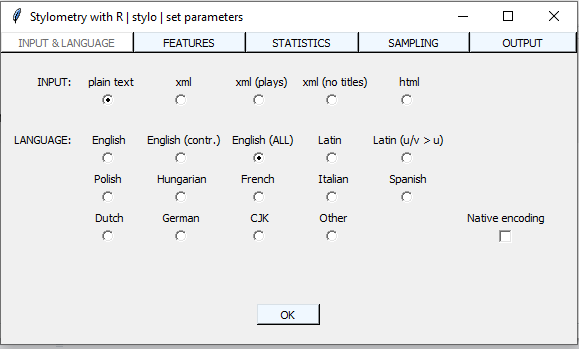 Stylometry with R | stylo | set parameters
INPUT & LANGUAGE FEATURES STATISTICS SAMPLING OUTPUT
INPUT: plain text xml xml (plays) xml (no titles) html
LANGUAGE: English English (contr.) English (ALL) Latin Latin (u/v > u)
Polish Hungarian French Italian Spanish
Dutch German CJK Other Native encoding
OK